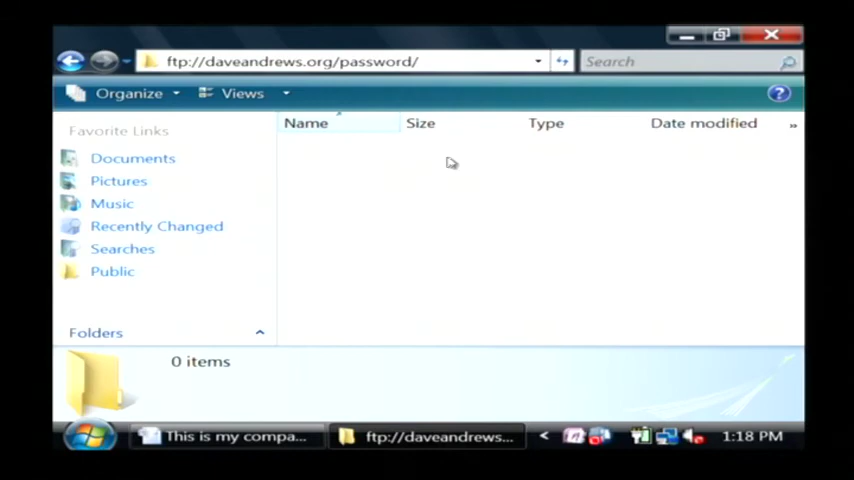 ftp://daveandrews.org/password/
Search
Organize
Views
?
Name
Size
Type
Date modified
»
Favorite Links
Documents
Pictures
Music
Recently Changed
Searches
Public
Folders
0 items
This is my compa...
ftp://daveandrews...
<
1:18 PM